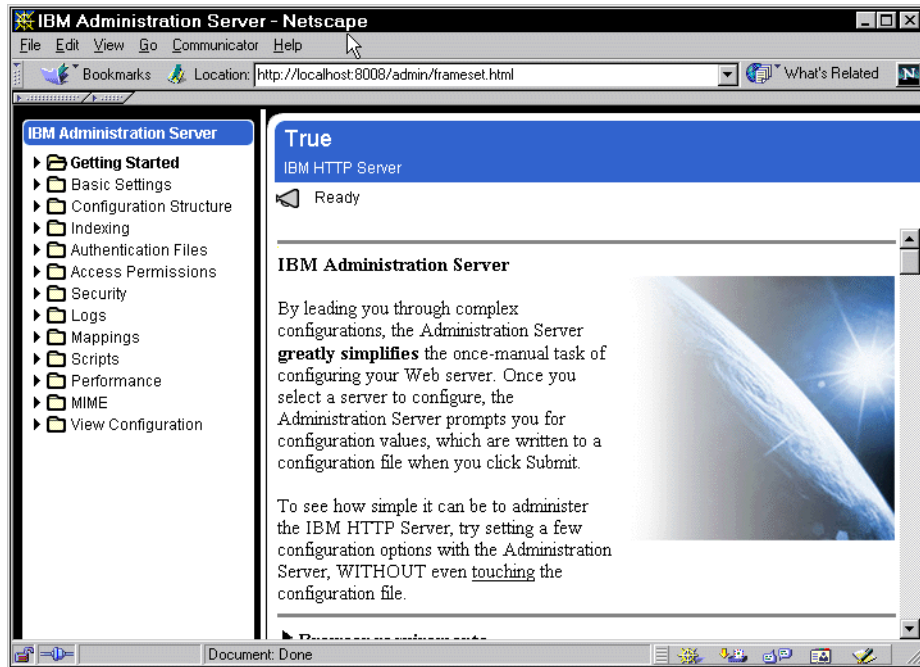 IBM Administration Server - Netscape
File Edit View Go Communicator Help
Bookmarks Location: http://localhost:8008/admin/frameset.html What's Related N
IBM Administration Server
Getting Started
Basic Settings
Configuration Structure
Indexing
Authentication Files
Access Permissions
Security
Logs
Mappings
Scripts
Performance
MIME
View Configuration
True
IBM HTTP Server
Ready
IBM Administration Server
By leading you through complex
configurations, the Administration Server
greatly simplifies the once-manual task of
configuring your Web server. Once you
select a server to configure, the
Administration Server prompts you for
configuration values, which are written to a
configuration file when you click Submit.
To see how simple it can be to administer
the IBM HTTP Server, try setting a few
configuration options with the Administration
Server, WITHOUT even touching the
configuration file.
Document: Done